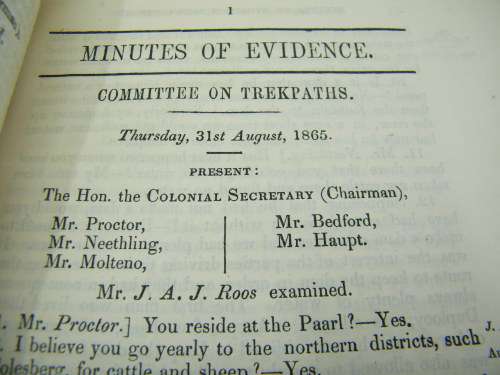 1
MINUTES OF EVIDENCE.
COMMITTEE ON TREKPATHS.
Thursday, 31st August, 1865.
PRESENT:
The Hon. the COLONIAL SECRETARY (Chairman),
Mr. Proctor,
Mr. Neethling,
Mr. Molteno,
Mr. Bedford,
Mr. Haupt.
Mr. J. A. J. Roos examined.
1. Mr. Proctor.] You reside at the Paarl?—Yes.
I believe you go yearly to the northern districts, such
for cattle and sheep?—Yes.
J.